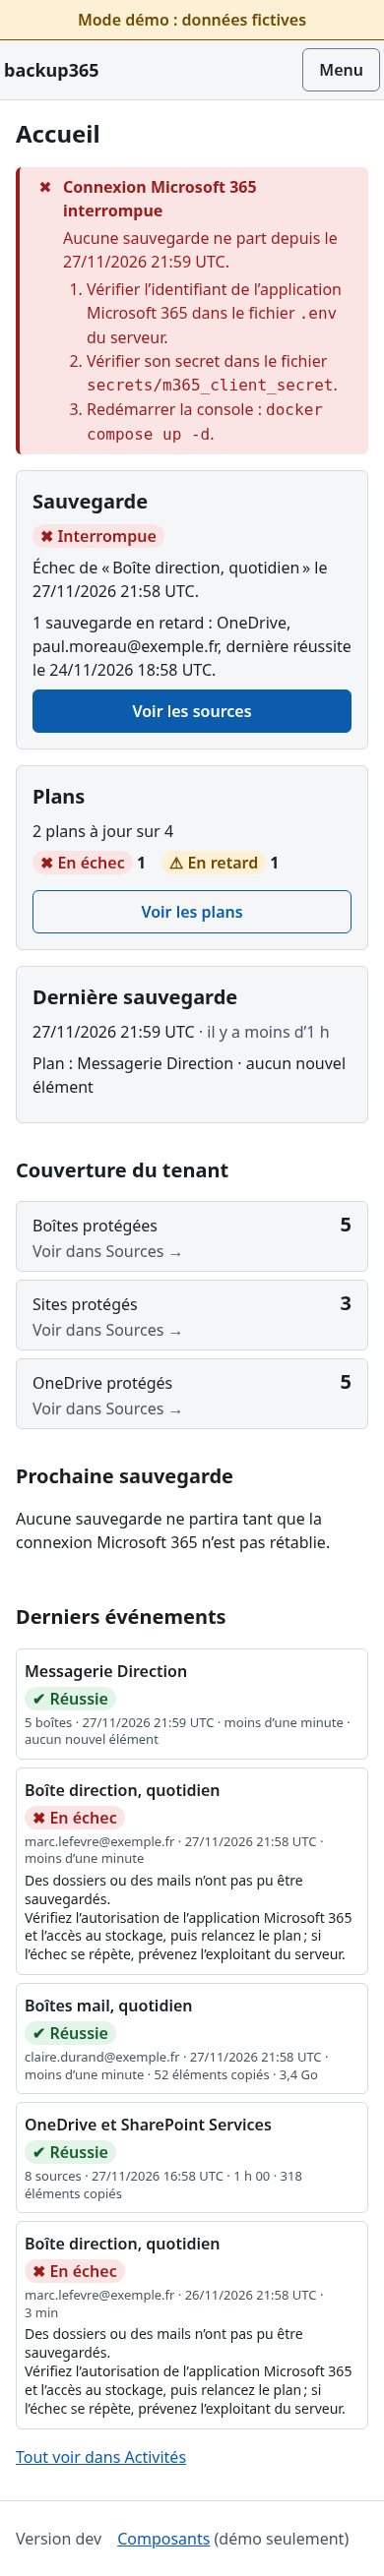 Mode démo : données fictives
backup365
Menu
Accueil
✖ Connexion Microsoft 365
interrompue
Aucune sauvegarde ne part depuis le
27/11/2026 21:59 UTC.
1. Vérifier l’identifiant de l’application
Microsoft 365 dans le fichier .env
du serveur.
2. Vérifier son secret dans le fichier
secrets/m365_client_secret.
3. Redémarrer la console : docker
compose up -d.
Sauvegarde
✖ Interrompue
Échec de « Boîte direction, quotidien » le
27/11/2026 21:58 UTC.
1 sauvegarde en retard : OneDrive,
paul.moreau@exemple.fr, dernière réussite
le 24/11/2026 18:58 UTC.
Voir les sources
Plans
2 plans à jour sur 4
✖ En échec 1 ⚠ En retard 1
Voir les plans
Dernière sauvegarde
27/11/2026 21:59 UTC · il y a moins d’1 h
Plan : Messagerie Direction · aucun nouvel
élément
Couverture du tenant
Boîtes protégées 5
Voir dans Sources →
Sites protégés 3
Voir dans Sources →
OneDrive protégés 5
Voir dans Sources →
Prochaine sauvegarde
Aucune sauvegarde ne partira tant que la
connexion Microsoft 365 n’est pas rétablie.
Derniers événements
Messagerie Direction
✔ Réussie
5 boîtes · 27/11/2026 21:59 UTC · moins d’une minute ·
aucun nouvel élément
Boîte direction, quotidien
✖ En échec
marc.lefevre@exemple.fr · 27/11/2026 21:58 UTC ·
moins d’une minute
Des dossiers ou des mails n’ont pas pu être
sauvegardés.
Vérifiez l’autorisation de l’application Microsoft 365
et l’accès au stockage, puis relancez le plan ; si
l’échec se répète, prévenez l’exploitant du serveur.
Boîtes mail, quotidien
✔ Réussie
claire.durand@exemple.fr · 27/11/2026 21:58 UTC ·
moins d’une minute · 52 éléments copiés · 3,4 Go
OneDrive et SharePoint Services
✔ Réussie
8 sources · 27/11/2026 16:58 UTC · 1 h 00 · 318
éléments copiés
Boîte direction, quotidien
✖ En échec
marc.lefevre@exemple.fr · 26/11/2026 21:58 UTC ·
3 min
Des dossiers ou des mails n’ont pas pu être
sauvegardés.
Vérifiez l’autorisation de l’application Microsoft 365
et l’accès au stockage, puis relancez le plan ; si
l’échec se répète, prévenez l’exploitant du serveur.
Tout voir dans Activités
Version dev Composants (démo seulement)